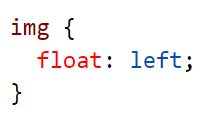 img {
  float: left;
}